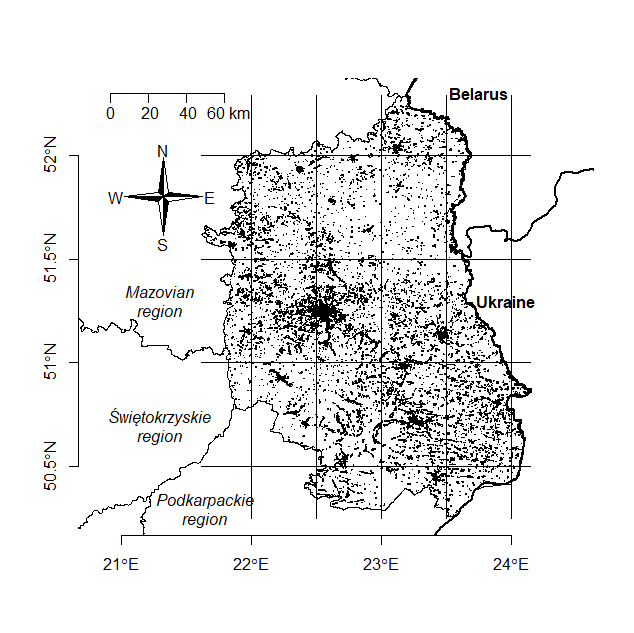 Belarus
0 20 40 60 km
N
W E
S
52°N
51.5°N
51°N
50.5°N
Mazovian
region
Ukraine
Świętokrzyskie
region
Podkarpackie
region
21°E 22°E 23°E 24°E